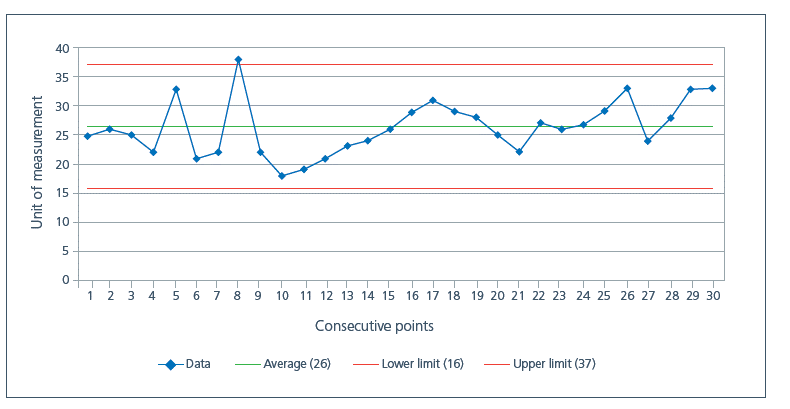 40
35
30
25
20
15
10
5
0
Unit of measurement
1 2 3 4 5 6 7 8 9 10 11 12 13 14 15 16 17 18 19 20 21 22 23 24 25 26 27 28 29 30
Consecutive points
Data Average (26) Lower limit (16) Upper limit (37)